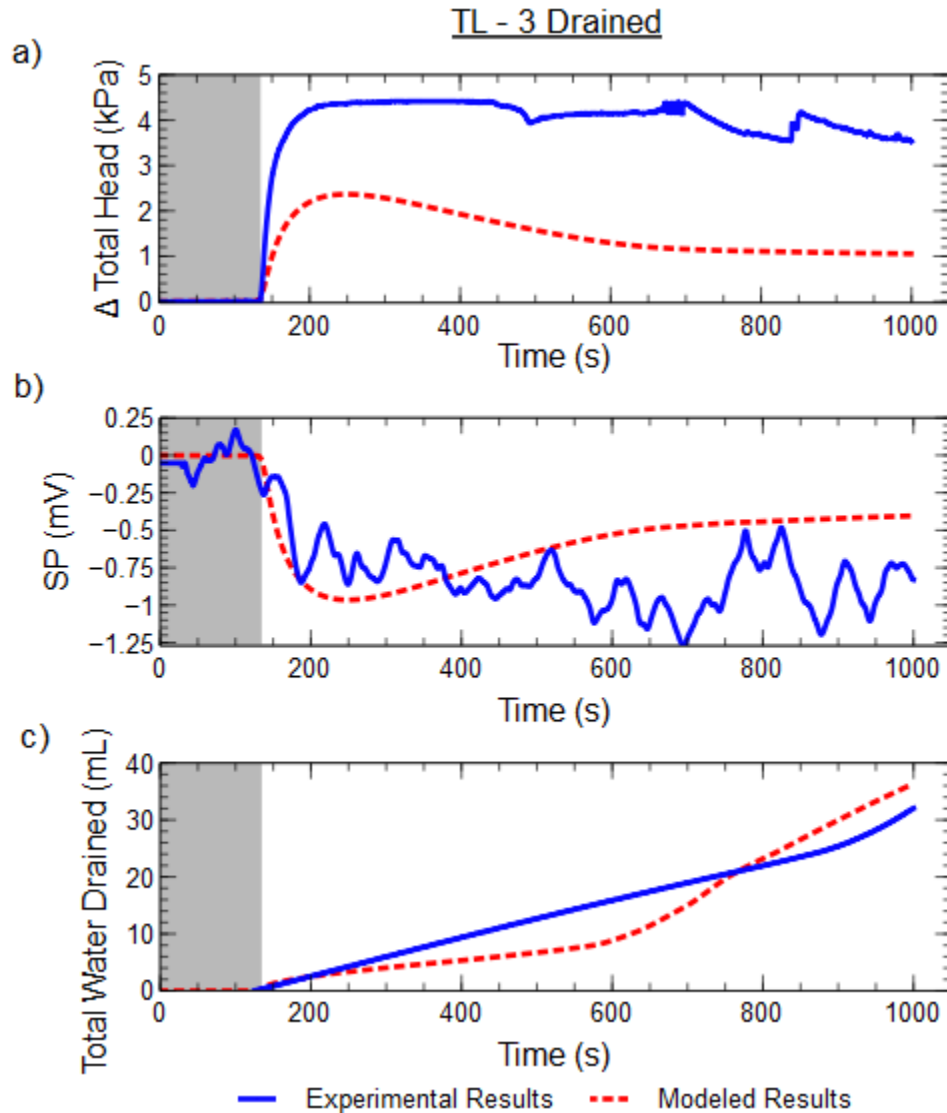 TL - 3 Drained
a)
Δ Total Head (kPa)
5
4
3
2
1
0
0 200 400 600 800 1000
Time (s)
b)
SP (mV)
0.25
0
−0.25
−0.5
−0.75
−1
−1.25
0 200 400 600 800 1000
Time (s)
c)
Total Water Drained (mL)
40
30
20
10
0
0 200 400 600 800 1000
Time (s)
Experimental Results Modeled Results